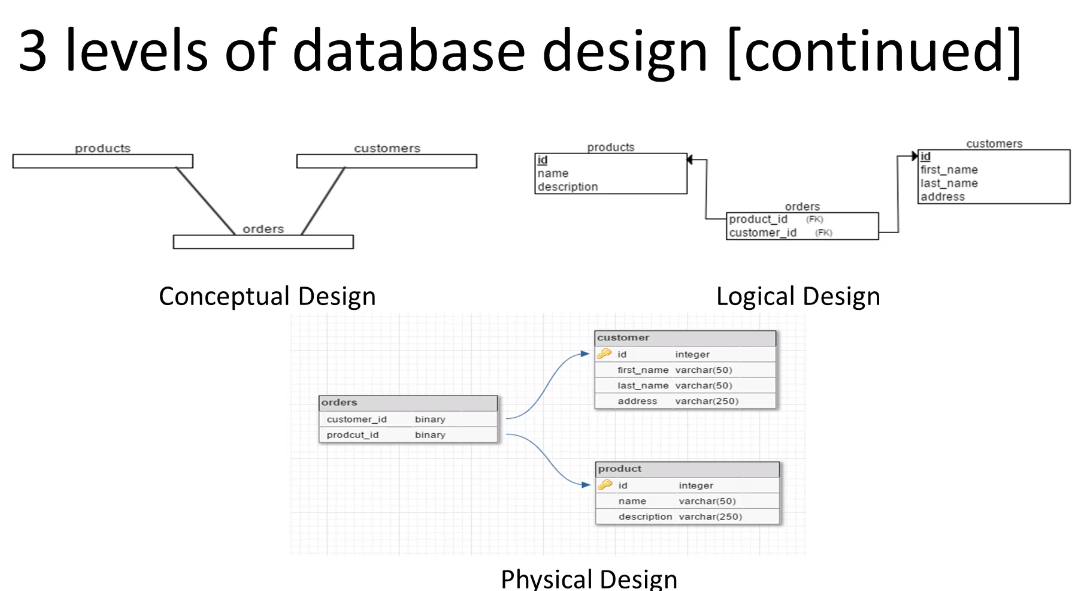 3 levels of database design [continued]
products
customers
orders
Conceptual Design
products
id
name
description
customers
id
first_name
last_name
address
orders
product_id (FK)
customer_id (FK)
Logical Design
customer
id integer
first_name varchar(50)
last_name varchar(50)
address varchar(250)
orders
customer_id binary
prodcut_id binary
product
id integer
name varchar(50)
description varchar(250)
Physical Design